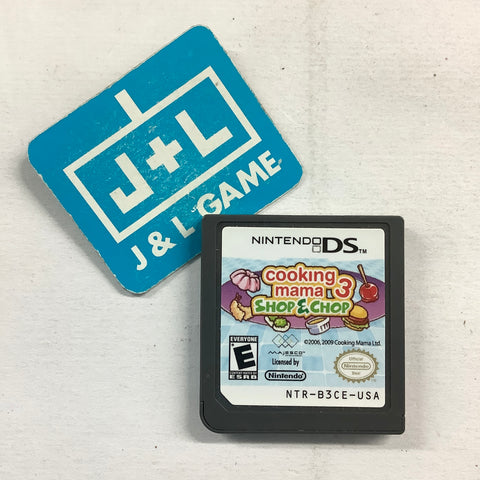 J+L
J & L GAME
NINTENDO DS™
cooking
mama 3
SHOP & CHOP
©2006, 2009 Cooking Mama Ltd.
EVERYONE
E
ESRB
MAJESCO
Licensed by
Nintendo
Official
Nintendo
Seal
NTR-B3CE-USA